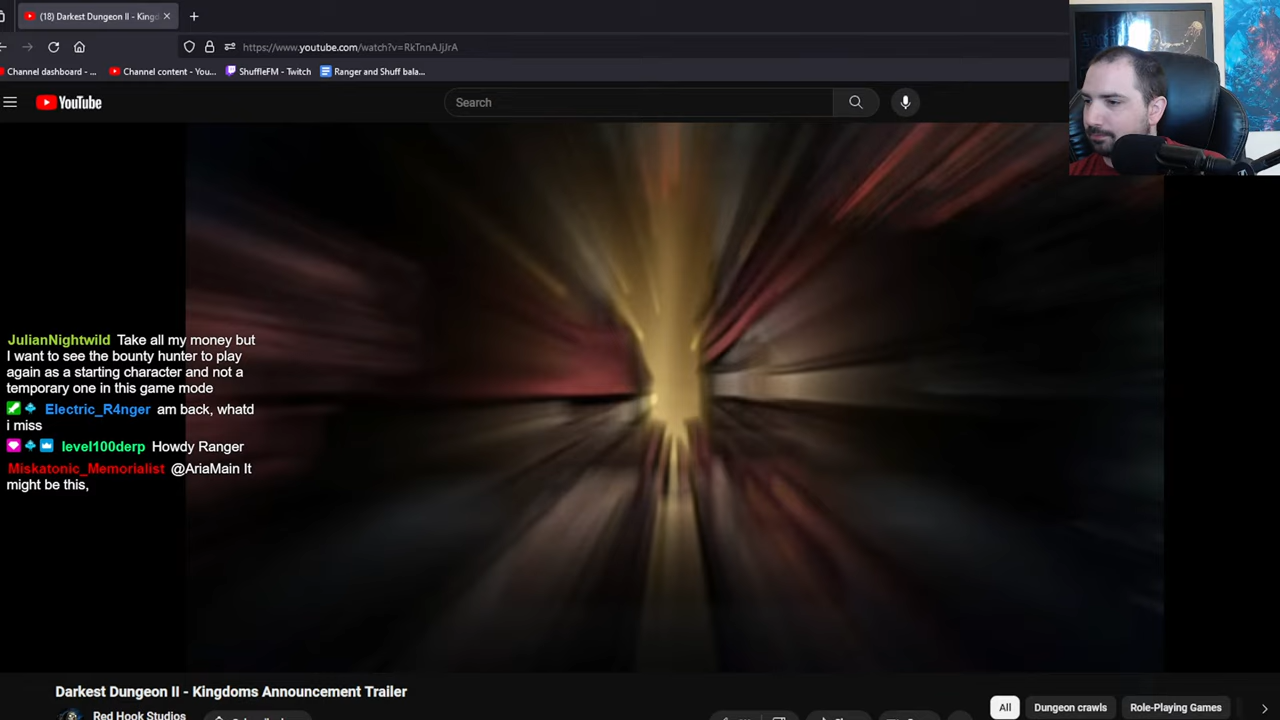 (18) Darkest Dungeon II - King
https://www.youtube.com/watch?v=RkTnnAJjJrA
Channel dashboard - ...
Channel content - You...
ShuffleFM - Twitch
Ranger and Shuff bala...
YouTube
Search
JulianNightwild Take all my money but
I want to see the bounty hunter to play
again as a starting character and not a
temporary one in this game mode
Electric_R4nger am back, whatd
i miss
level100derp Howdy Ranger
Miskatonic_Memorialist @AriaMain It
might be this,
Darkest Dungeon II - Kingdoms Announcement Trailer
Red Hook Studios
All
Dungeon crawls
Role-Playing Games